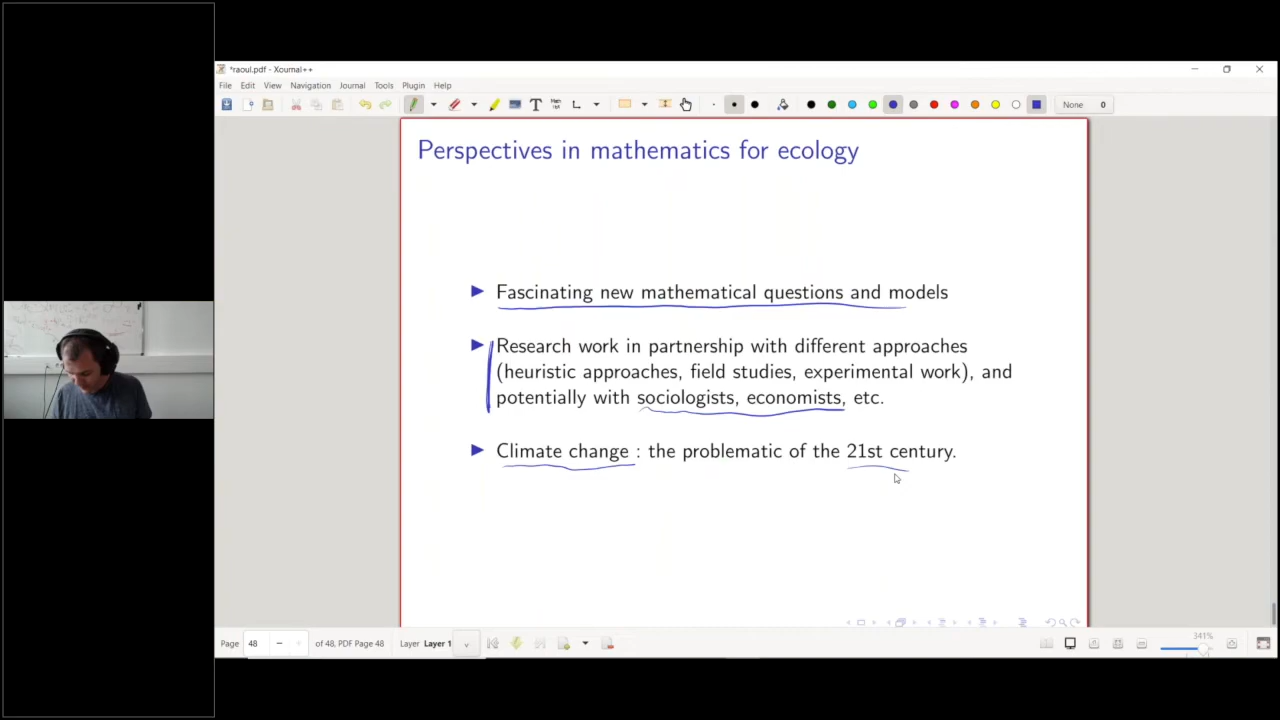 *raoul.pdf - Xournal++
File Edit View Navigation Journal Tools Plugin Help
None 0
Perspectives in mathematics for ecology
Fascinating new mathematical questions and models
Research work in partnership with different approaches
(heuristic approaches, field studies, experimental work), and
potentially with sociologists, economists, etc.
Climate change : the problematic of the 21st century.
Page 48 of 48, PDF Page 48 Layer Layer 1 341%